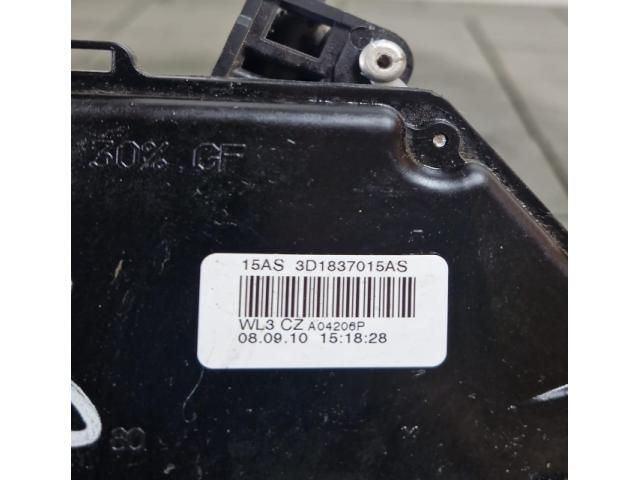 30% GF
15AS 3D1837015AS
WL3 CZ A04206P
08.09.10 15:18:28